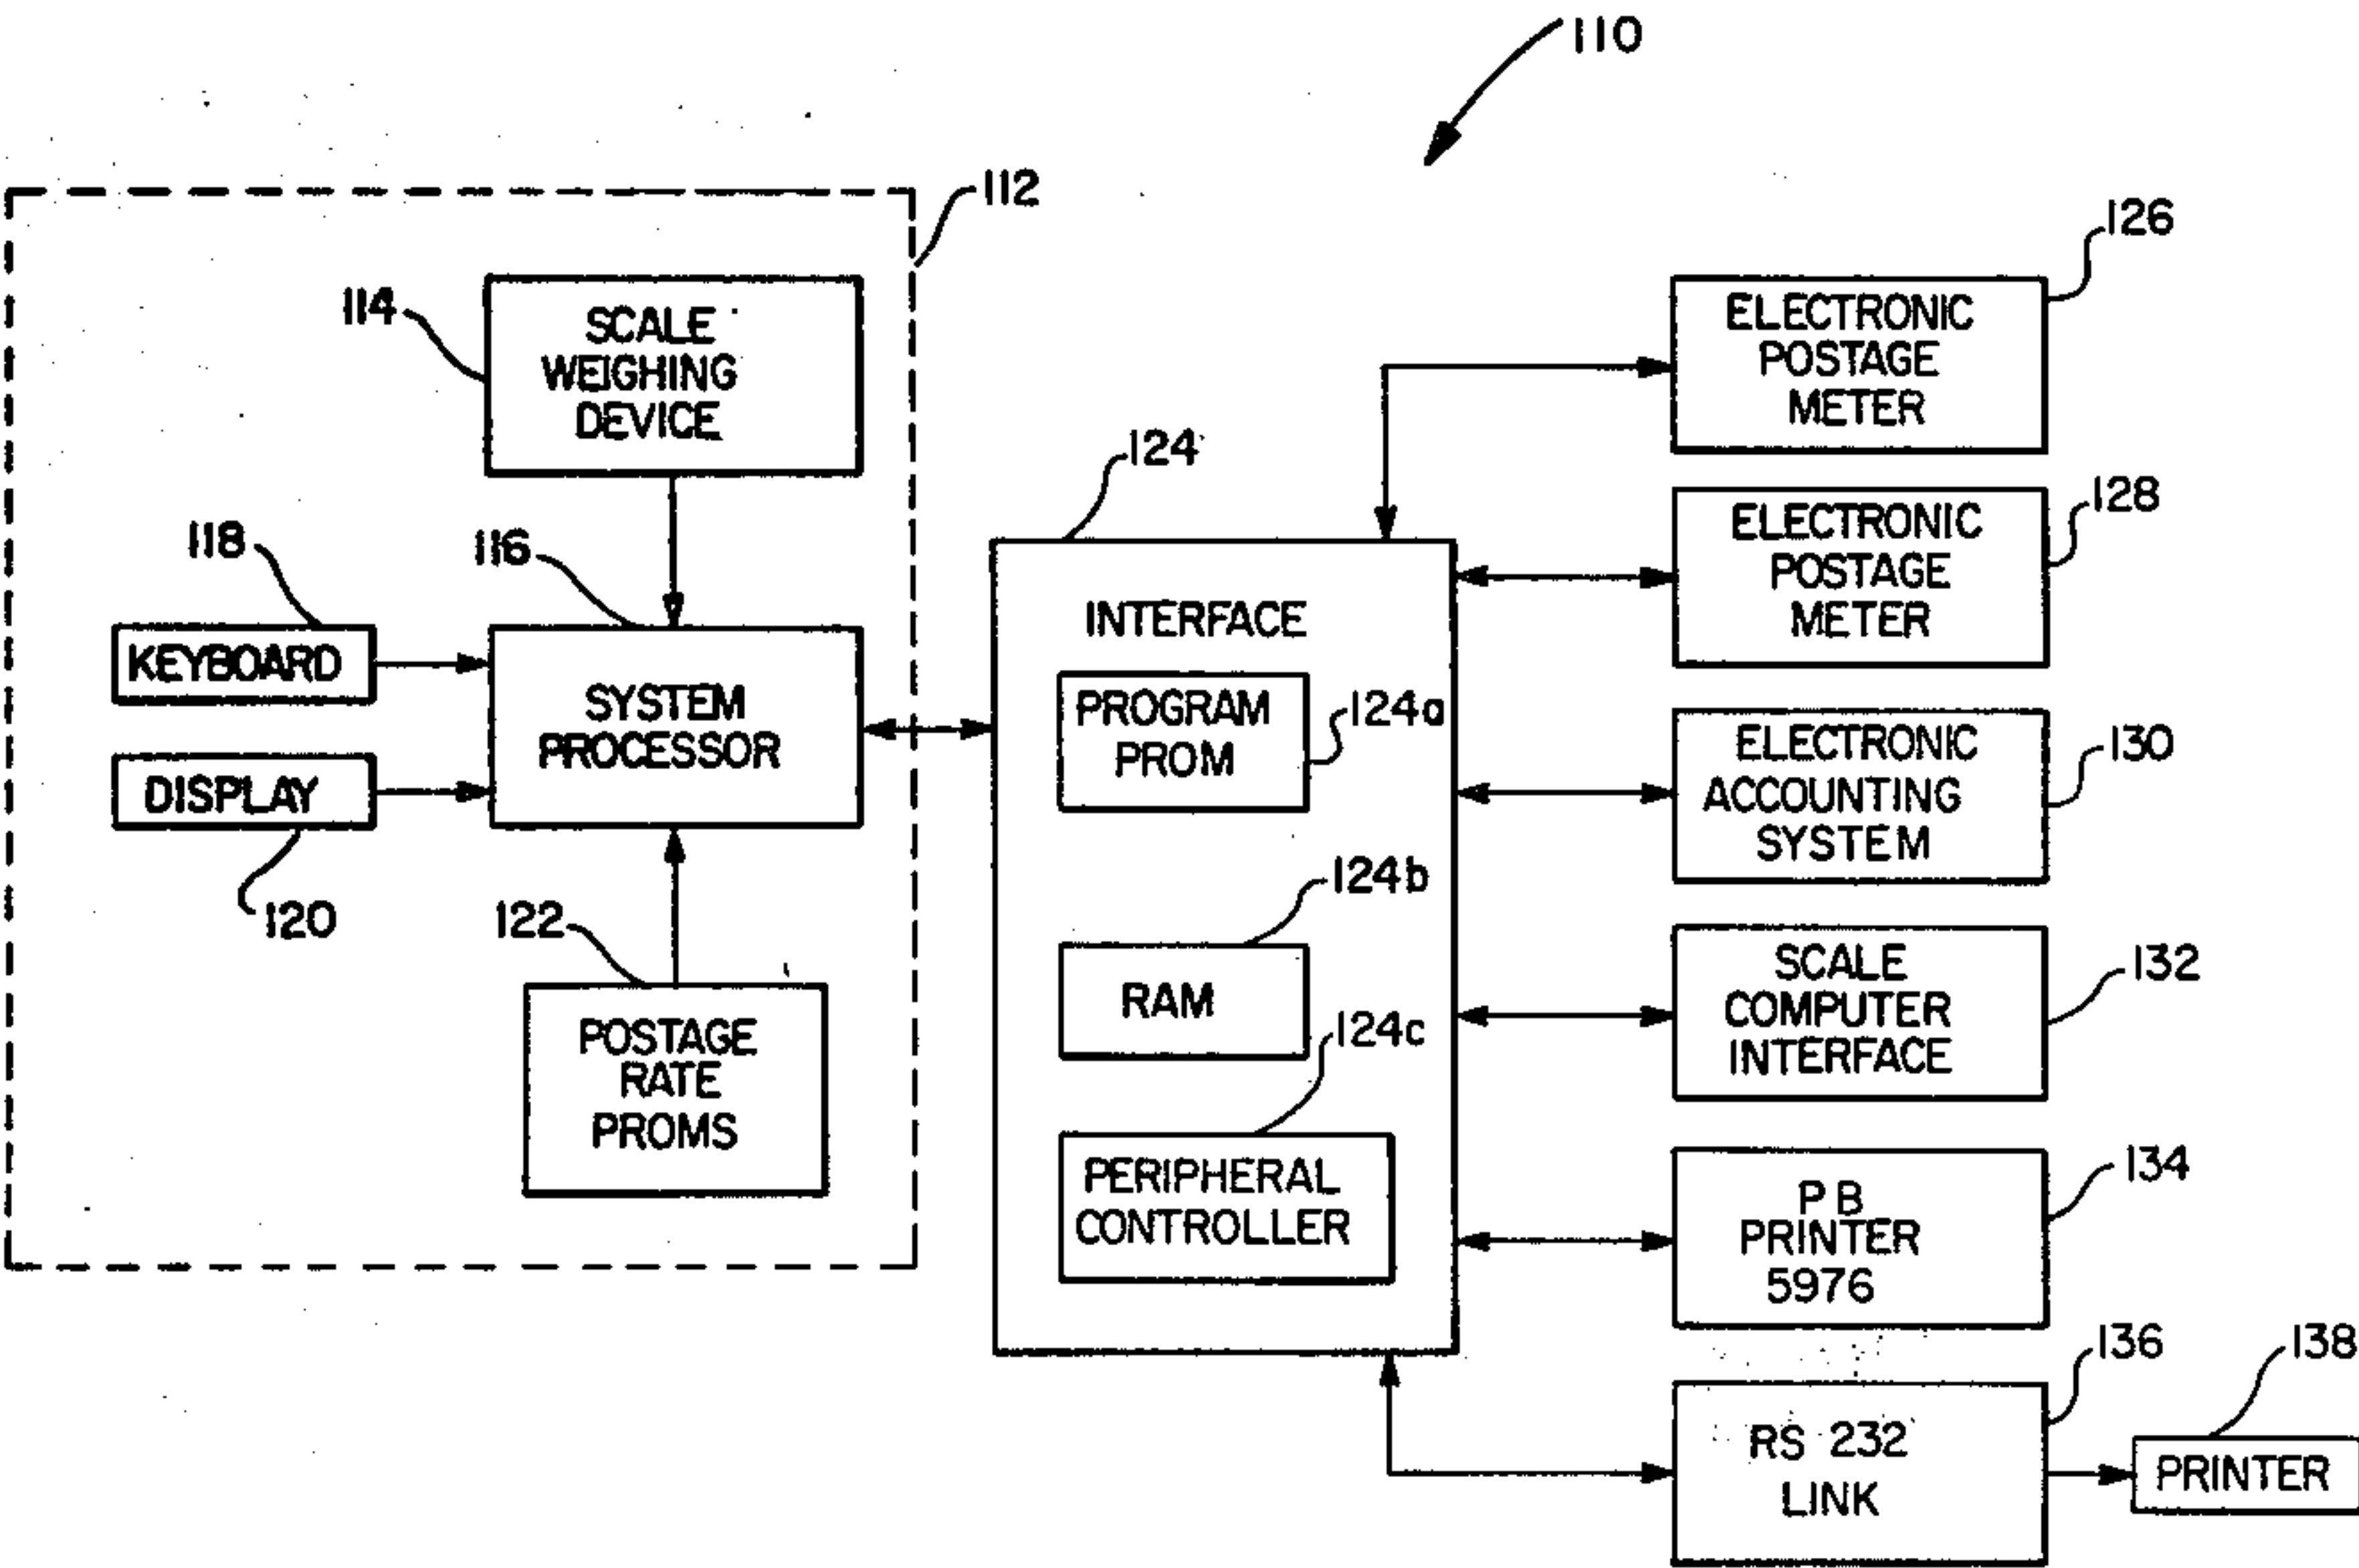 110
112
114
SCALE
WEIGHING
DEVICE
118
116
KEYBOARD
SYSTEM
PROCESSOR
DISPLAY
120
122
POSTAGE
RATE
PROMS
124
INTERFACE
PROGRAM
PROM
124a
124b
RAM
124c
PERIPHERAL
CONTROLLER
126
ELECTRONIC
POSTAGE
METER
128
ELECTRONIC
POSTAGE
METER
130
ELECTRONIC
ACCOUNTING
SYSTEM
132
SCALE
COMPUTER
INTERFACE
134
P B
PRINTER
5976
136
RS 232
LINK
138
PRINTER